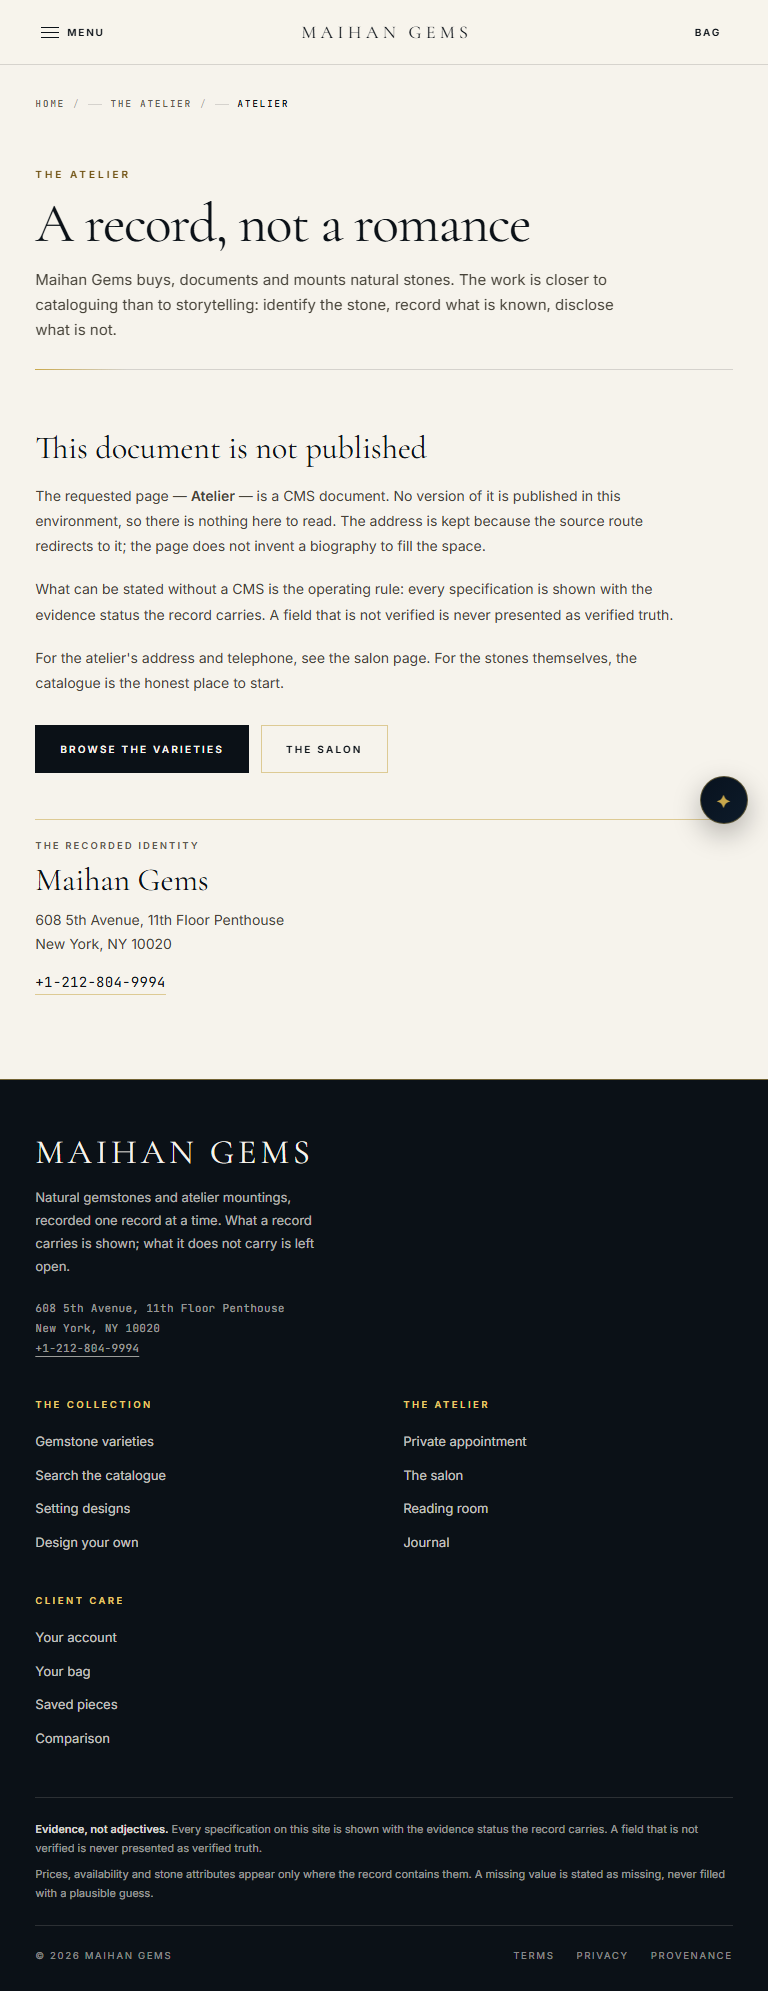 MENU
MAIHAN GEMS
BAG
HOME / — THE ATELIER / — ATELIER
THE ATELIER
A record, not a romance
Maihan Gems buys, documents and mounts natural stones. The work is closer to
cataloguing than to storytelling: identify the stone, record what is known, disclose
what is not.
This document is not published
The requested page — Atelier — is a CMS document. No version of it is published in this
environment, so there is nothing here to read. The address is kept because the source route
redirects to it; the page does not invent a biography to fill the space.
What can be stated without a CMS is the operating rule: every specification is shown with the
evidence status the record carries. A field that is not verified is never presented as verified truth.
For the atelier's address and telephone, see the salon page. For the stones themselves, the
catalogue is the honest place to start.
BROWSE THE VARIETIES
THE SALON
THE RECORDED IDENTITY
Maihan Gems
608 5th Avenue, 11th Floor Penthouse
New York, NY 10020
+1-212-804-9994
MAIHAN GEMS
Natural gemstones and atelier mountings,
recorded one record at a time. What a record
carries is shown; what it does not carry is left
open.
608 5th Avenue, 11th Floor Penthouse
New York, NY 10020
+1-212-804-9994
THE COLLECTION
Gemstone varieties
Search the catalogue
Setting designs
Design your own
THE ATELIER
Private appointment
The salon
Reading room
Journal
CLIENT CARE
Your account
Your bag
Saved pieces
Comparison
Evidence, not adjectives. Every specification on this site is shown with the evidence status the record carries. A field that is not
verified is never presented as verified truth.
Prices, availability and stone attributes appear only where the record contains them. A missing value is stated as missing, never filled
with a plausible guess.
© 2026 MAIHAN GEMS
TERMS
PRIVACY
PROVENANCE